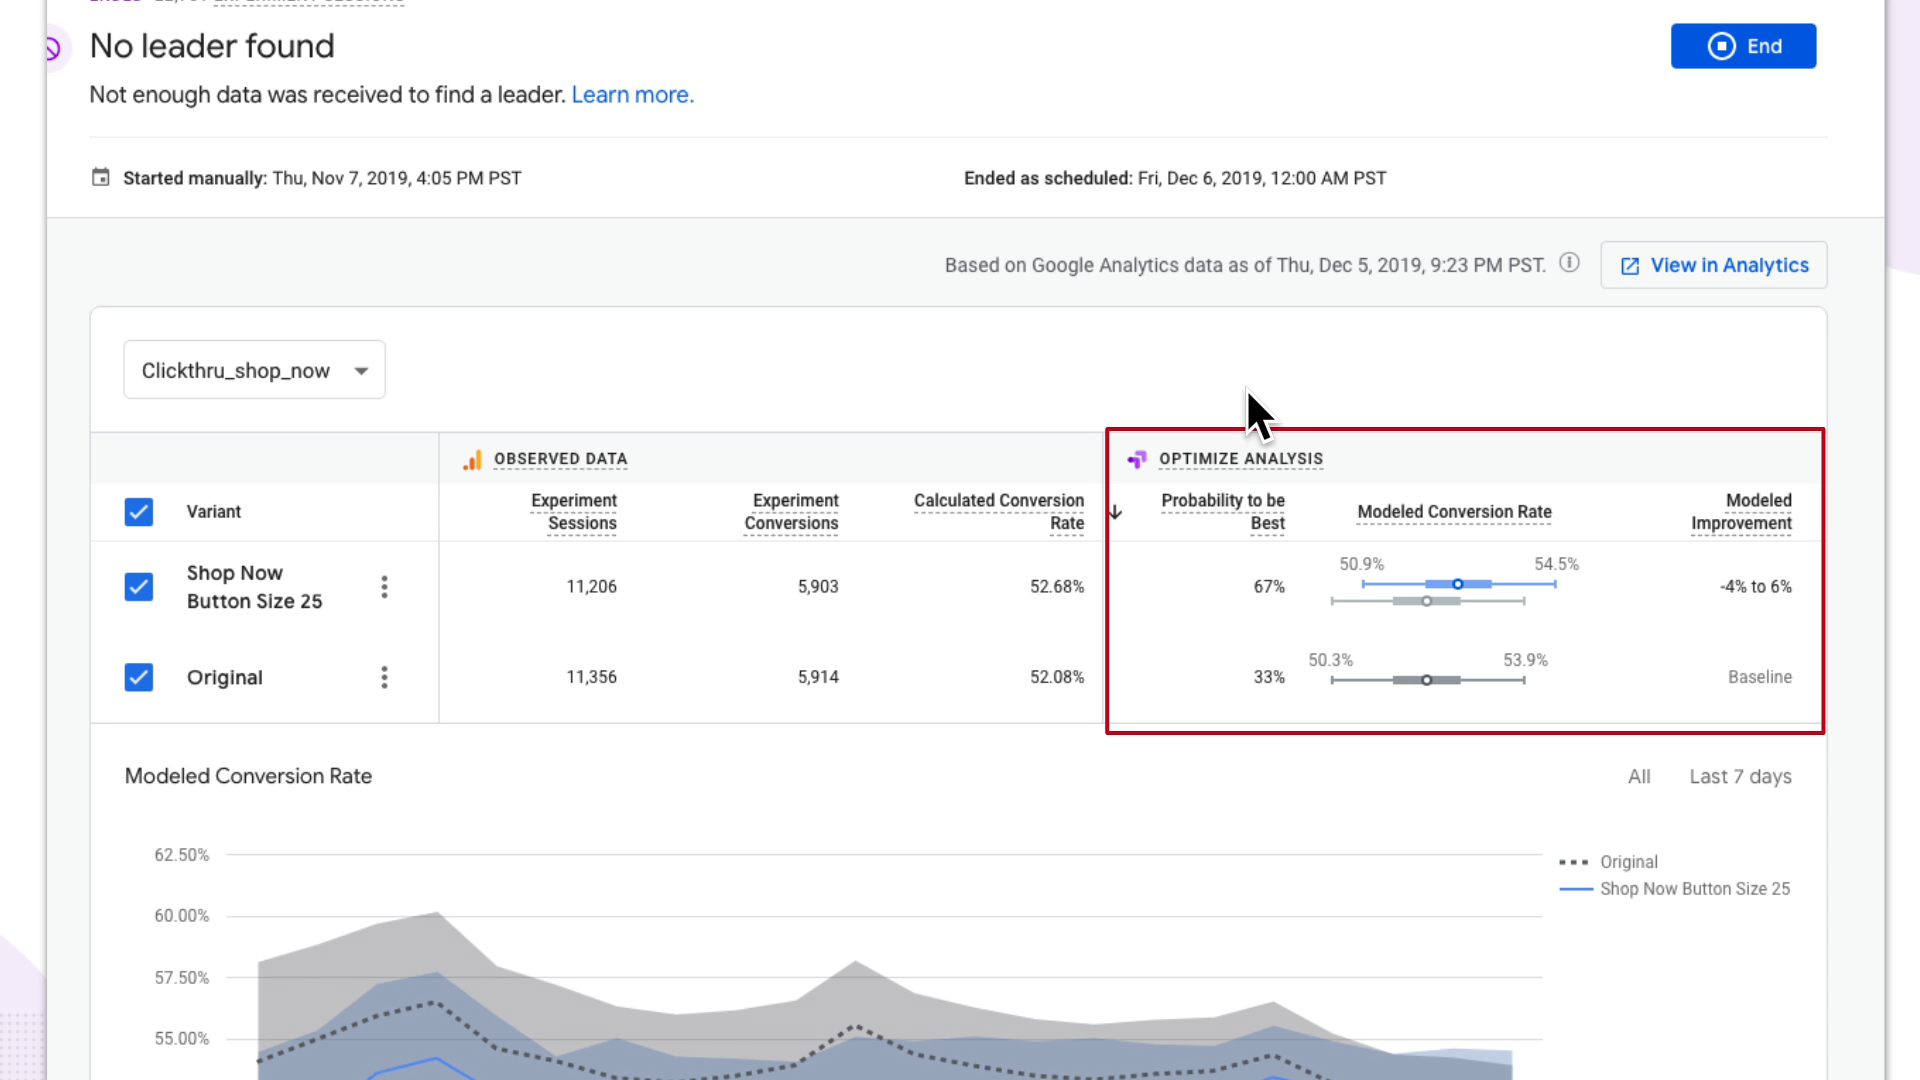 No leader found
End
Not enough data was received to find a leader. Learn more.
Started manually: Thu, Nov 7, 2019, 4:05 PM PST
Ended as scheduled: Fri, Dec 6, 2019, 12:00 AM PST
Based on Google Analytics data as of Thu, Dec 5, 2019, 9:23 PM PST.
View in Analytics
Clickthru_shop_now
OBSERVED DATA
OPTIMIZE ANALYSIS
Variant
Experiment
Sessions
Experiment
Conversions
Calculated Conversion
Rate
Probability to be
Best
Modeled Conversion Rate
Modeled
Improvement
Shop Now
Button Size 25
11,206
5,903
52.68%
67%
50.9%
54.5%
-4% to 6%
Original
11,356
5,914
52.08%
33%
50.3%
53.9%
Baseline
Modeled Conversion Rate
All
Last 7 days
62.50%
60.00%
57.50%
55.00%
Original
Shop Now Button Size 25